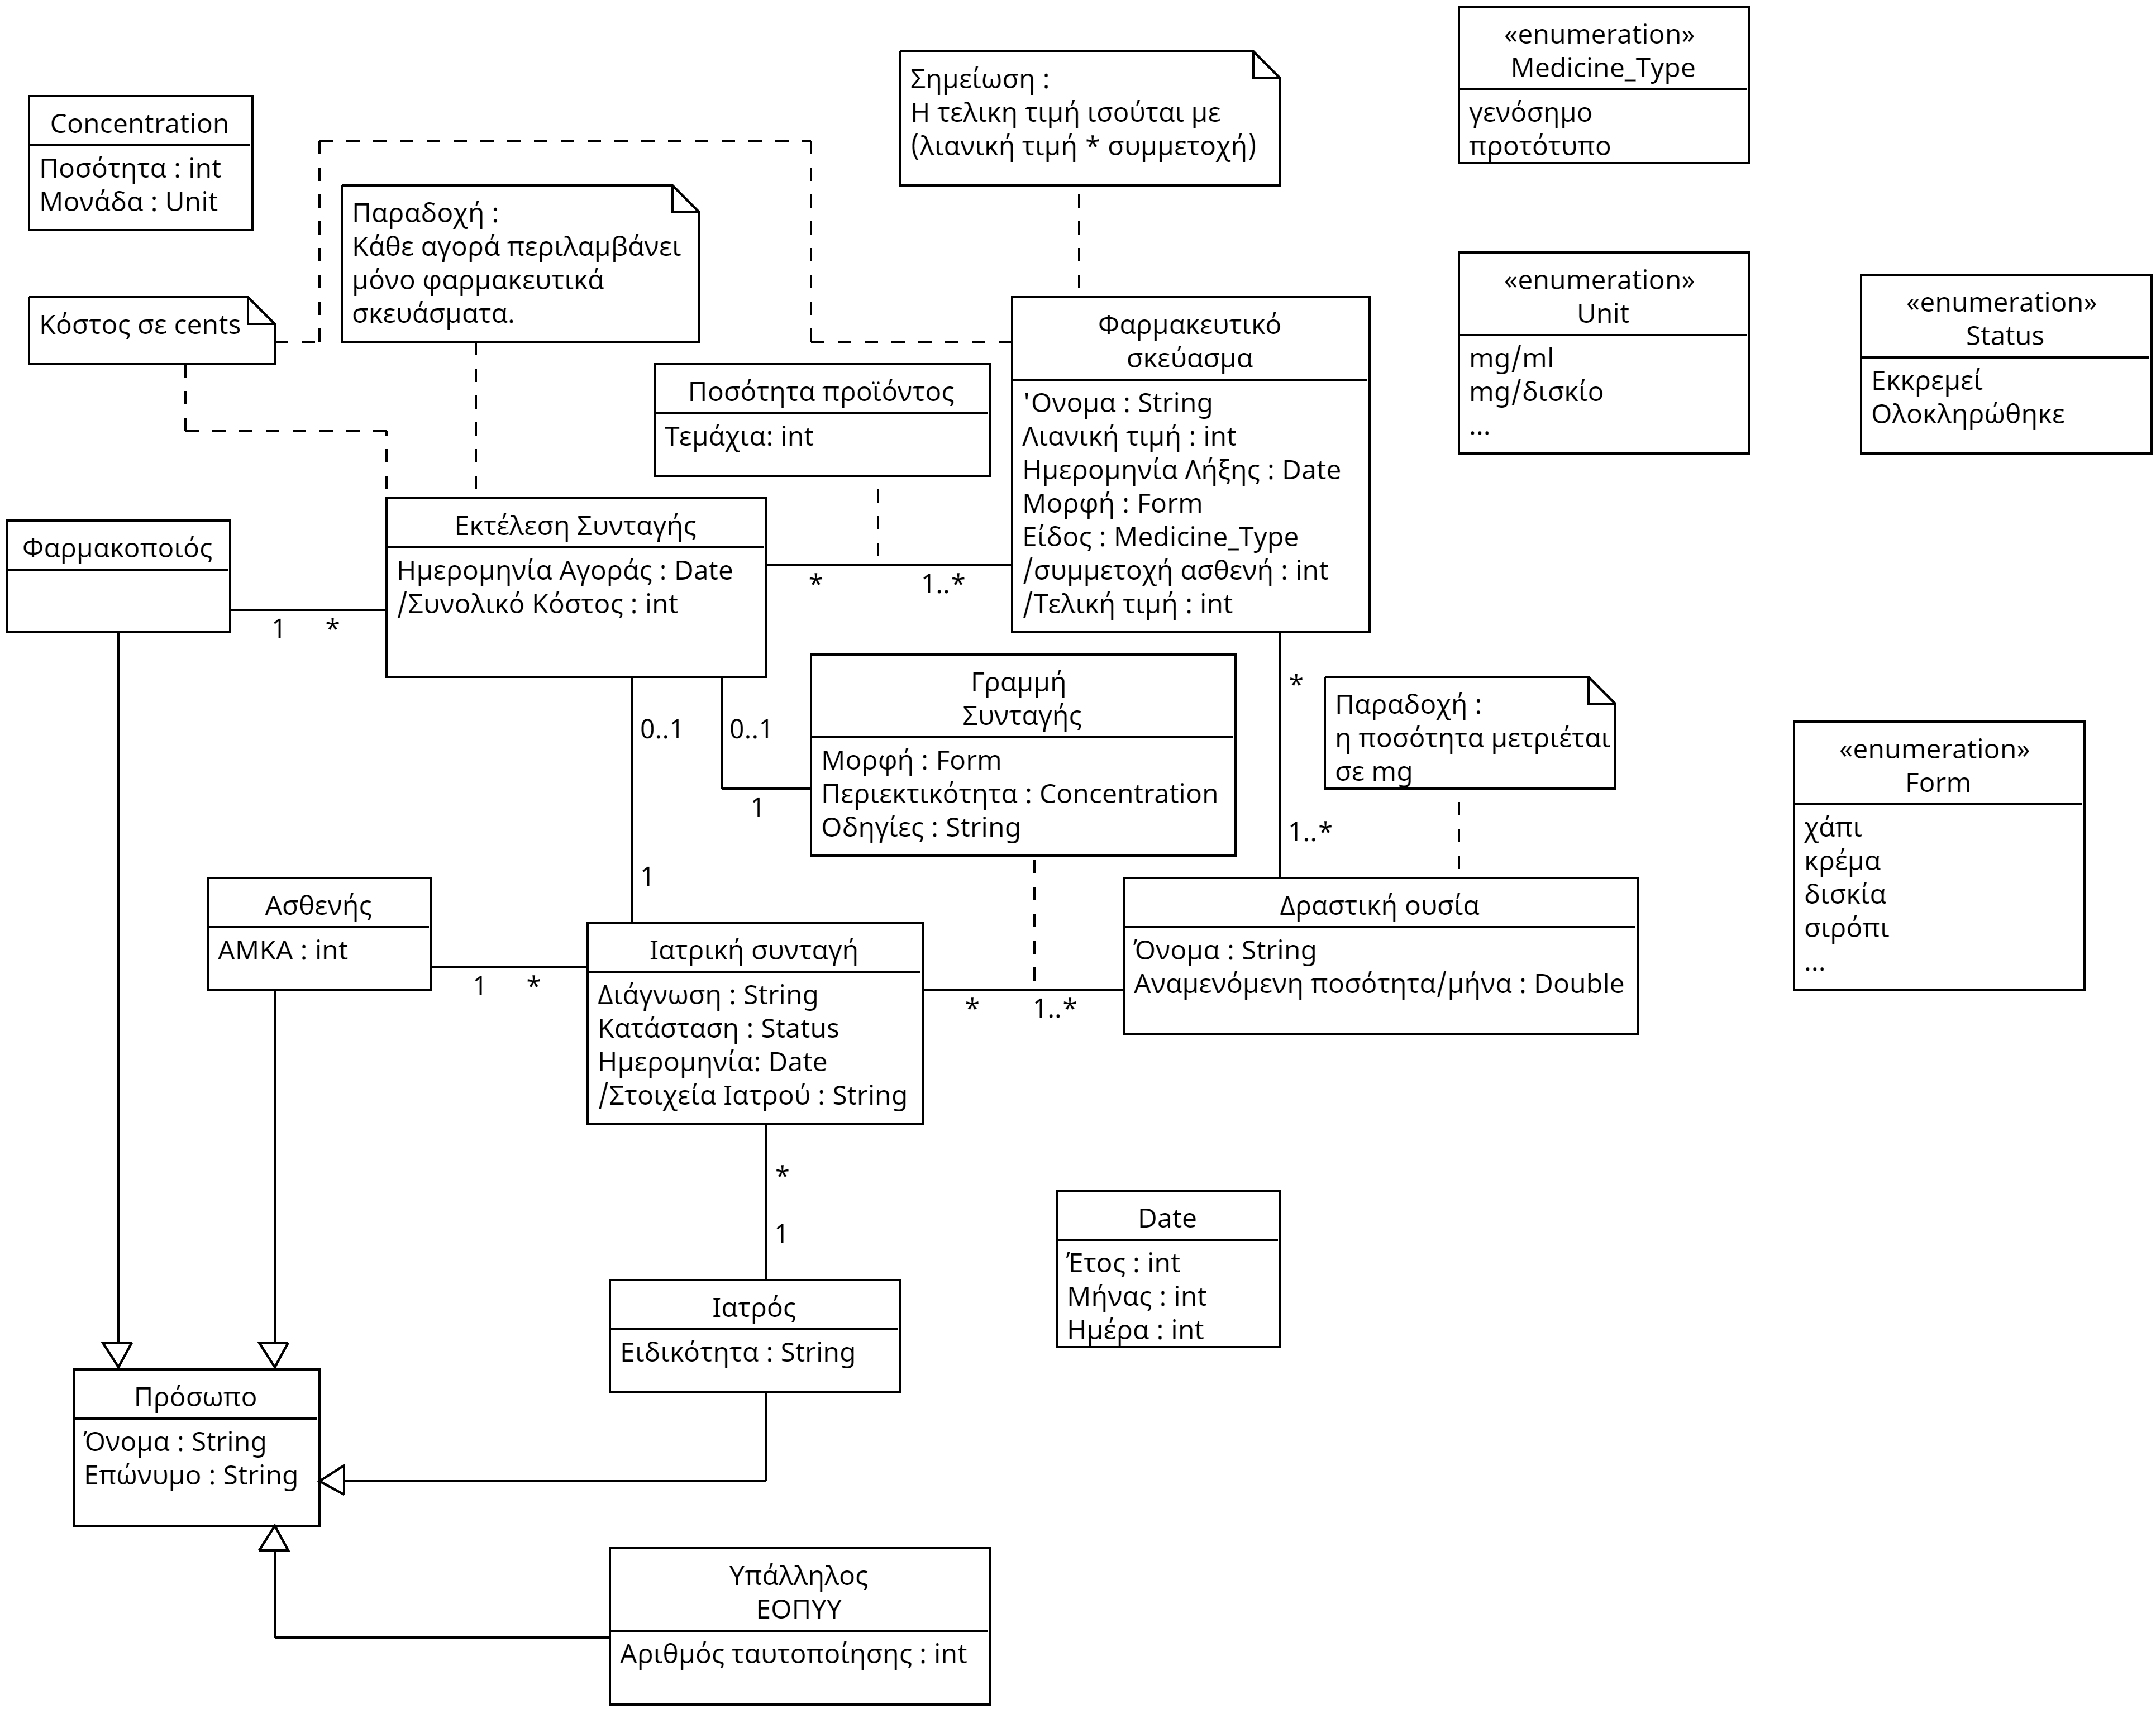 «enumeration»
Medicine_Type
γενόσημο
προτότυπο
Σημείωση :
Η τελικη τιμή ισούται με
(λιανική τιμή * συμμετοχή)
Concentration
Ποσότητα : int
Μονάδα : Unit
Παραδοχή :
Κάθε αγορά περιλαμβάνει
μόνο φαρμακευτικά
σκευάσματα.
Κόστος σε cents
«enumeration»
Unit
mg/ml
mg/δισκίο
...
«enumeration»
Status
Εκκρεμεί
Ολοκληρώθηκε
Φαρμακευτικό
σκεύασμα
'Ονομα : String
Λιανική τιμή : int
Ημερομηνία Λήξης : Date
Μορφή : Form
Είδος : Medicine_Type
/συμμετοχή ασθενή : int
/Τελική τιμή : int
Ποσότητα προϊόντος
Τεμάχια: int
Εκτέλεση Συνταγής
Ημερομηνία Αγοράς : Date
/Συνολικό Κόστος : int
Φαρμακοποιός
* 1..*
1 *
Γραμμή
Συνταγής
Μορφή : Form
Περιεκτικότητα : Concentration
Οδηγίες : String
*
Παραδοχή :
η ποσότητα μετριέται
σε mg
0..1 0..1
1
1..*
1
«enumeration»
Form
χάπι
κρέμα
δισκία
σιρόπι
...
Ασθενής
ΑΜΚΑ : int
1 *
Ιατρική συνταγή
Διάγνωση : String
Κατάσταση : Status
Ημερομηνία: Date
/Στοιχεία Ιατρού : String
* 1..*
Δραστική ουσία
Όνομα : String
Αναμενόμενη ποσότητα/μήνα : Double
*
1
Date
Έτος : int
Μήνας : int
Ημέρα : int
Ιατρός
Ειδικότητα : String
Πρόσωπο
Όνομα : String
Επώνυμο : String
Υπάλληλος
ΕΟΠΥΥ
Αριθμός ταυτοποίησης : int